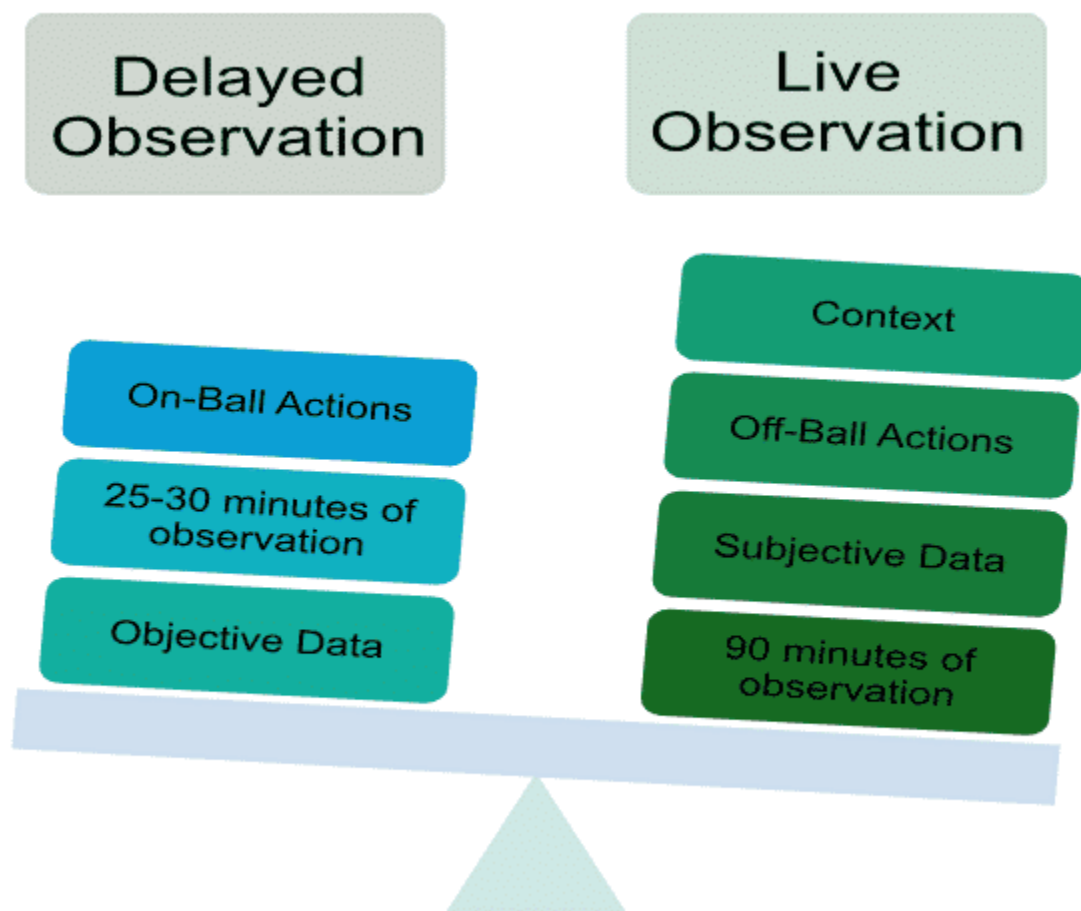 Delayed
Observation
Live
Observation
On-Ball Actions
25-30 minutes of
observation
Objective Data
Context
Off-Ball Actions
Subjective Data
90 minutes of
observation